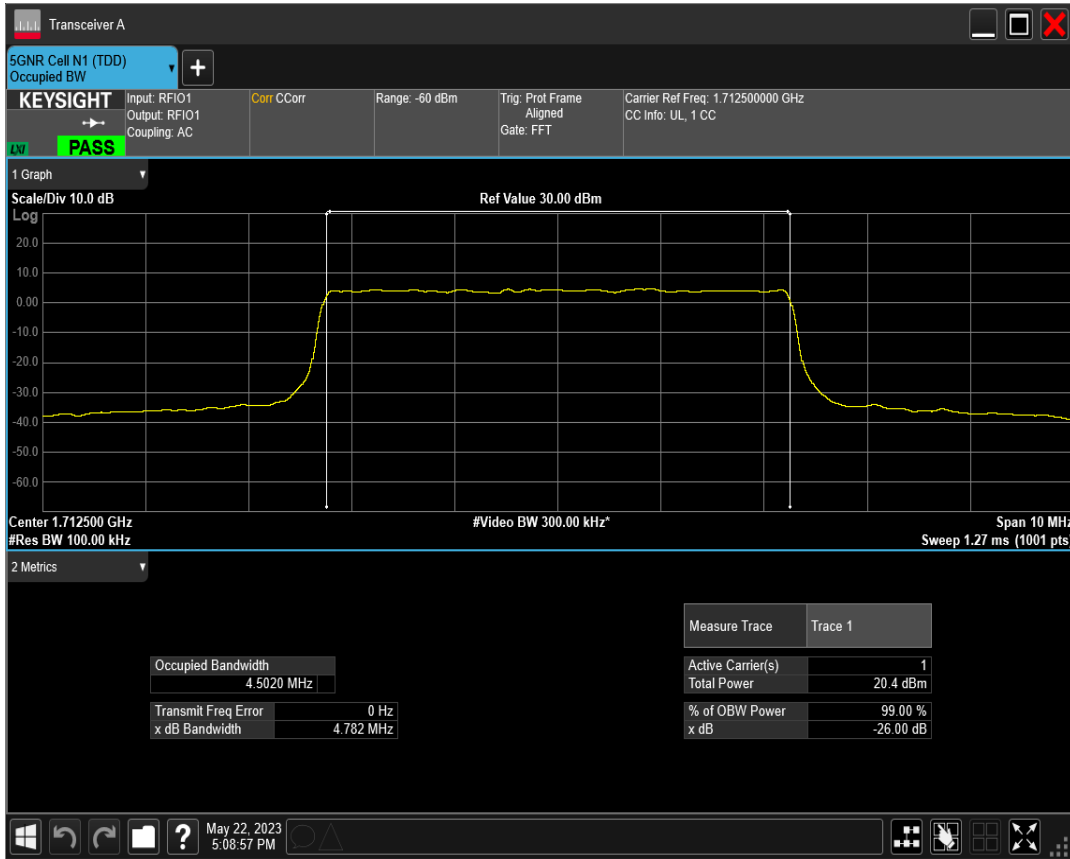 Transceiver A
5GNR Cell N1 (TDD)
Occupied BW
+
KEYSIGHT
LXI
PASS
Input: RFIO1
Output: RFIO1
Coupling: AC
Corr CCorr
Range: -60 dBm
Trig: Prot Frame
Aligned
Gate: FFT
Carrier Ref Freq: 1.712500000 GHz
CC Info: UL, 1 CC
1 Graph
Scale/Div 10.0 dB
Ref Value 30.00 dBm
Log
20.0
10.0
0.00
-10.0
-20.0
-30.0
-40.0
-50.0
-60.0
Center 1.712500 GHz
#Video BW 300.00 kHz*
Span 10 MHz
#Res BW 100.00 kHz
Sweep 1.27 ms (1001 pts)
2 Metrics
Measure Trace Trace 1
Occupied Bandwidth
4.5020 MHz
Active Carrier(s) 1
Total Power 20.4 dBm
Transmit Freq Error 0 Hz
x dB Bandwidth 4.782 MHz
% of OBW Power 99.00 %
x dB -26.00 dB
?
May 22, 2023
5:08:57 PM